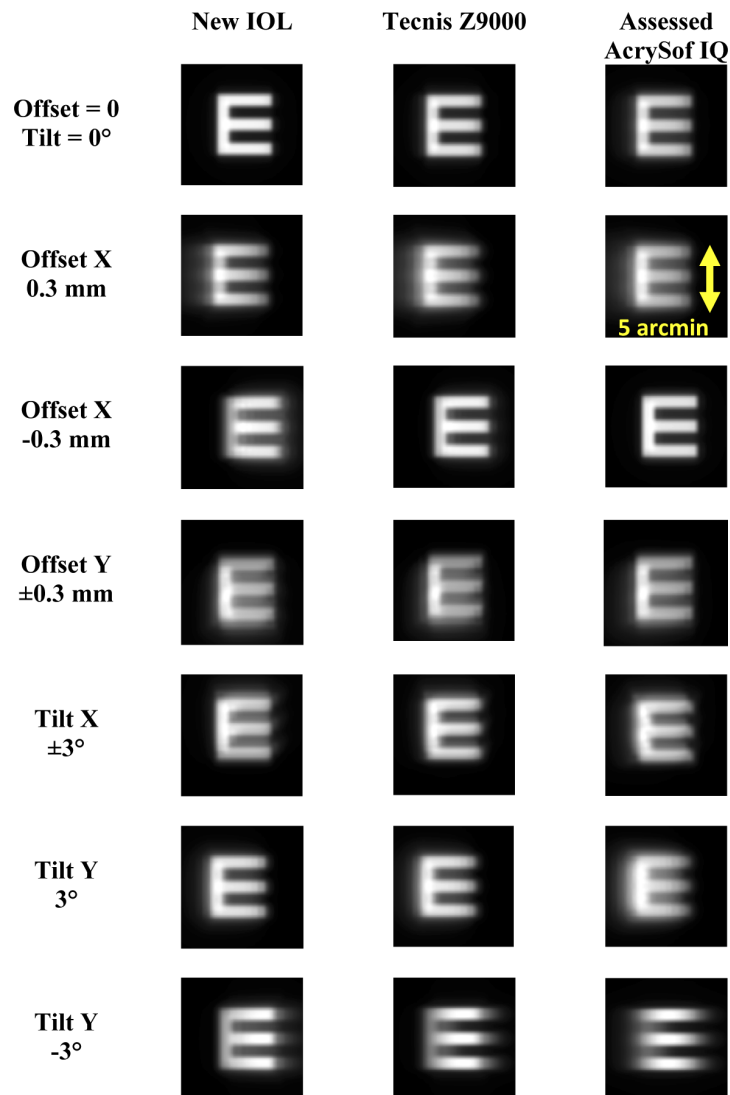 New IOL Tecnis Z9000 Assessed
AcrySof IQ
Offset = 0
Tilt = 0°
E E E
Offset X
0.3 mm
E E E
5 arcmin
Offset X
-0.3 mm
E E E
Offset Y
±0.3 mm
E E E
Tilt X
±3°
E E E
Tilt Y
3°
E E E
Tilt Y
-3°
E E E